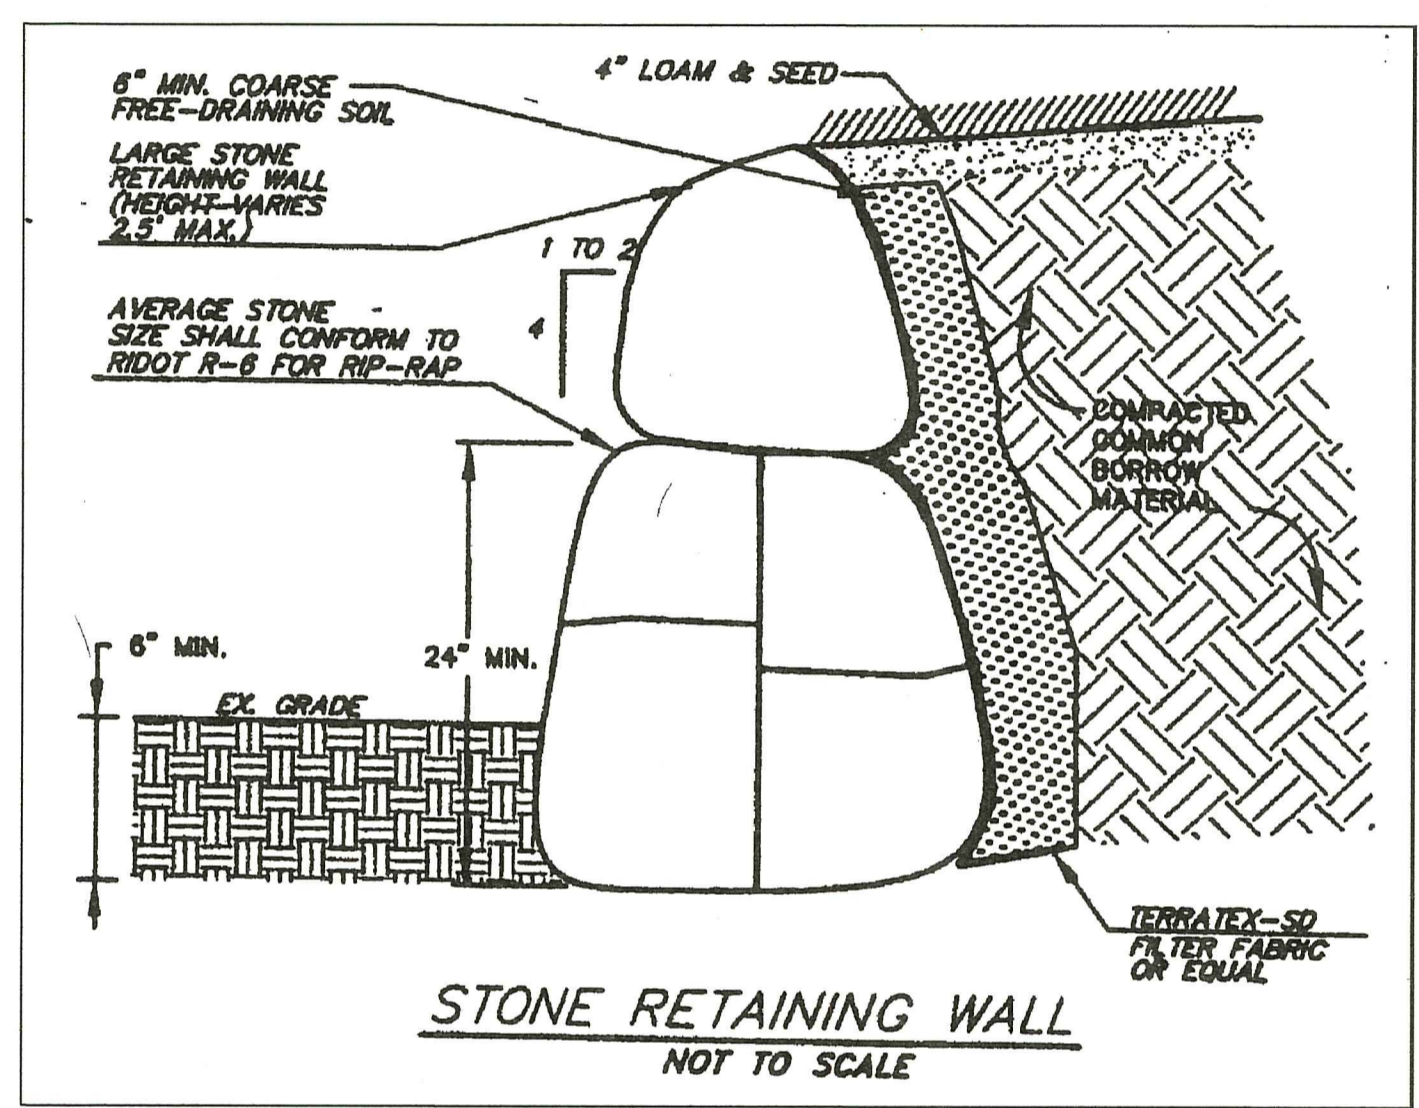 4" LOAM & SEED
6" MIN. COARSE
FREE-DRAINING SOIL
LARGE STONE
RETAINING WALL
(HEIGHT VARIES
2.5' MAX.)
1 TO 2
4
AVERAGE STONE
SIZE SHALL CONFORM TO
RIDOT R-6 FOR RIP-RAP
COMPACTED
COMMON
BORROW
MATERIAL
6" MIN.
24" MIN.
EX. GRADE
TERRATEX-SD
FILTER FABRIC
OR EQUAL
STONE RETAINING WALL
NOT TO SCALE